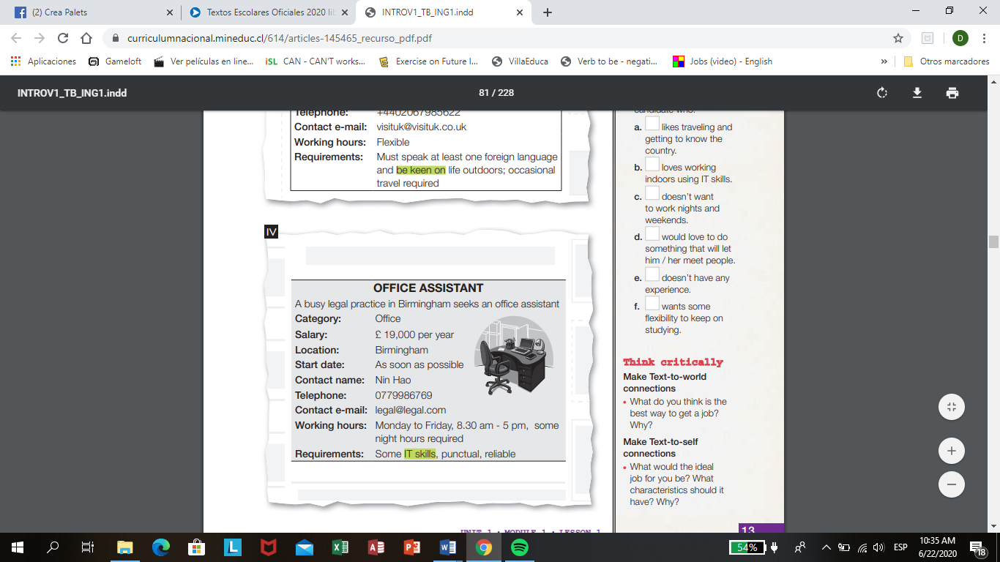 (2) Crea Palets
Textos Escolares Oficiales 2020 lib
INTROV1_TB_ING1.indd
curriculumnacional.mineduc.cl/614/articles-145465_recurso_pdf.pdf
D
Aplicaciones
Gameloft
Ver películas en line...
iSL CAN - CAN'T works...
Exercise on Future I...
VillaEduca
Verb to be - negati...
Jobs (video) - English
»
Otros marcadores
INTROV1_TB_ING1.indd
81 / 228
Telephone: +4402067985622
Contact e-mail: visituk@visituk.co.uk
Working hours: Flexible
Requirements: Must speak at least one foreign language
and be keen on life outdoors; occasional
travel required
IV
OFFICE ASSISTANT
A busy legal practice in Birmingham seeks an office assistant
Category: Office
Salary: £ 19,000 per year
Location: Birmingham
Start date: As soon as possible
Contact name: Nin Hao
Telephone: 0779986769
Contact e-mail: legal@legal.com
Working hours: Monday to Friday, 8.30 am - 5 pm, some
night hours required
Requirements: Some IT skills, punctual, reliable
UNIT 1 • MODULE 1 • LESSON 1
candidate who:
a. likes traveling and
getting to know the
country.
b. loves working
indoors using IT skills.
c. doesn't want
to work nights and
weekends.
d. would love to do
something that will let
him / her meet people.
e. doesn't have any
experience.
f. wants some
flexibility to keep on
studying.
Think critically
Make Text-to-world
connections
• What do you think is the
best way to get a job?
Why?
Make Text-to-self
connections
• What would the ideal
job for you be? What
characteristics should it
have? Why?
13
54%
ESP
10:35 AM
6/22/2020
18